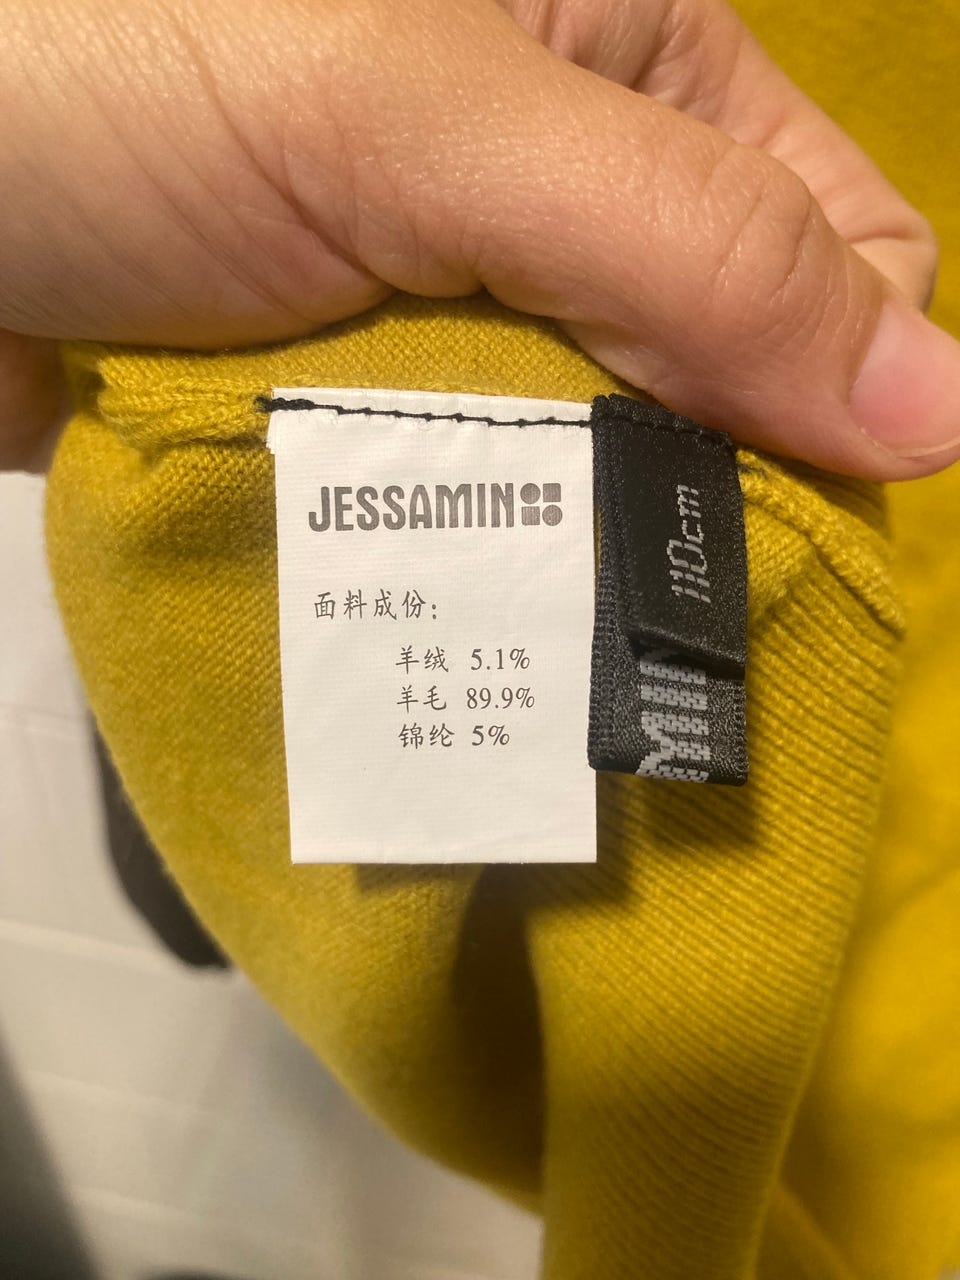 JESSAMIN
面料成份：
羊绒 5.1%
羊毛 89.9%
锦纶 5%
110cm